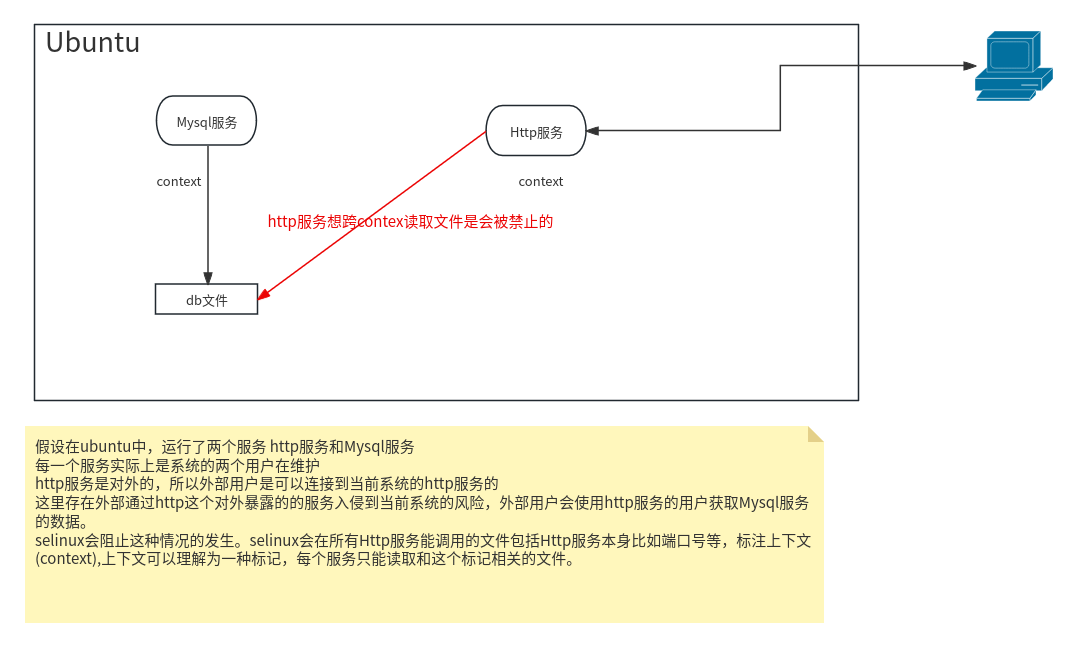 Ubuntu
Mysql服务
Http服务
context
context
http服务想跨contex读取文件是会被禁止的
db文件
假设在ubuntu中，运行了两个服务 http服务和Mysql服务
每一个服务实际上是系统的两个用户在维护
http服务是对外的，所以外部用户是可以连接到当前系统的http服务的
这里存在外部通过http这个对外暴露的的服务入侵到当前系统的风险，外部用户会使用http服务的用户获取Mysql服务
的数据。
selinux会阻止这种情况的发生。selinux会在所有Http服务能调用的文件包括Http服务本身比如端口号等，标注上下文
(context),上下文可以理解为一种标记，每个服务只能读取和这个标记相关的文件。